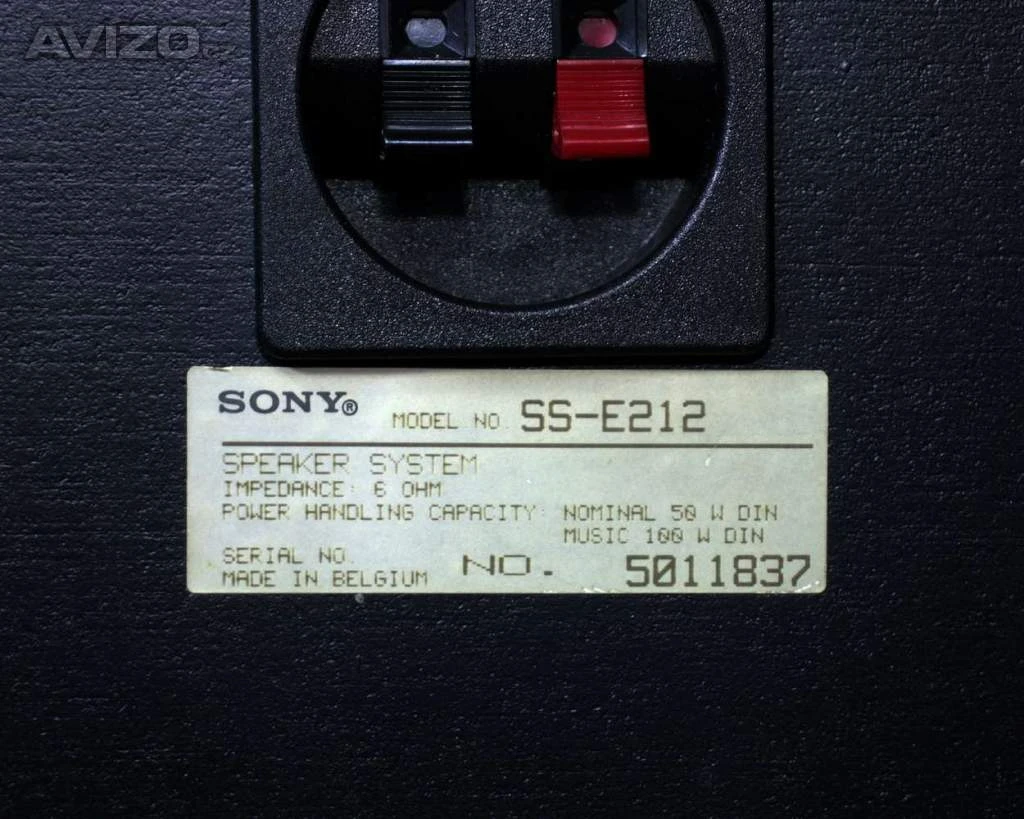 AVIZO
SONY® MODEL NO. SS-E212
SPEAKER SYSTEM
IMPEDANCE: 6 OHM
POWER HANDLING CAPACITY: NOMINAL 50 W DIN
MUSIC 100 W DIN
SERIAL NO.
MADE IN BELGIUM NO. 5011837